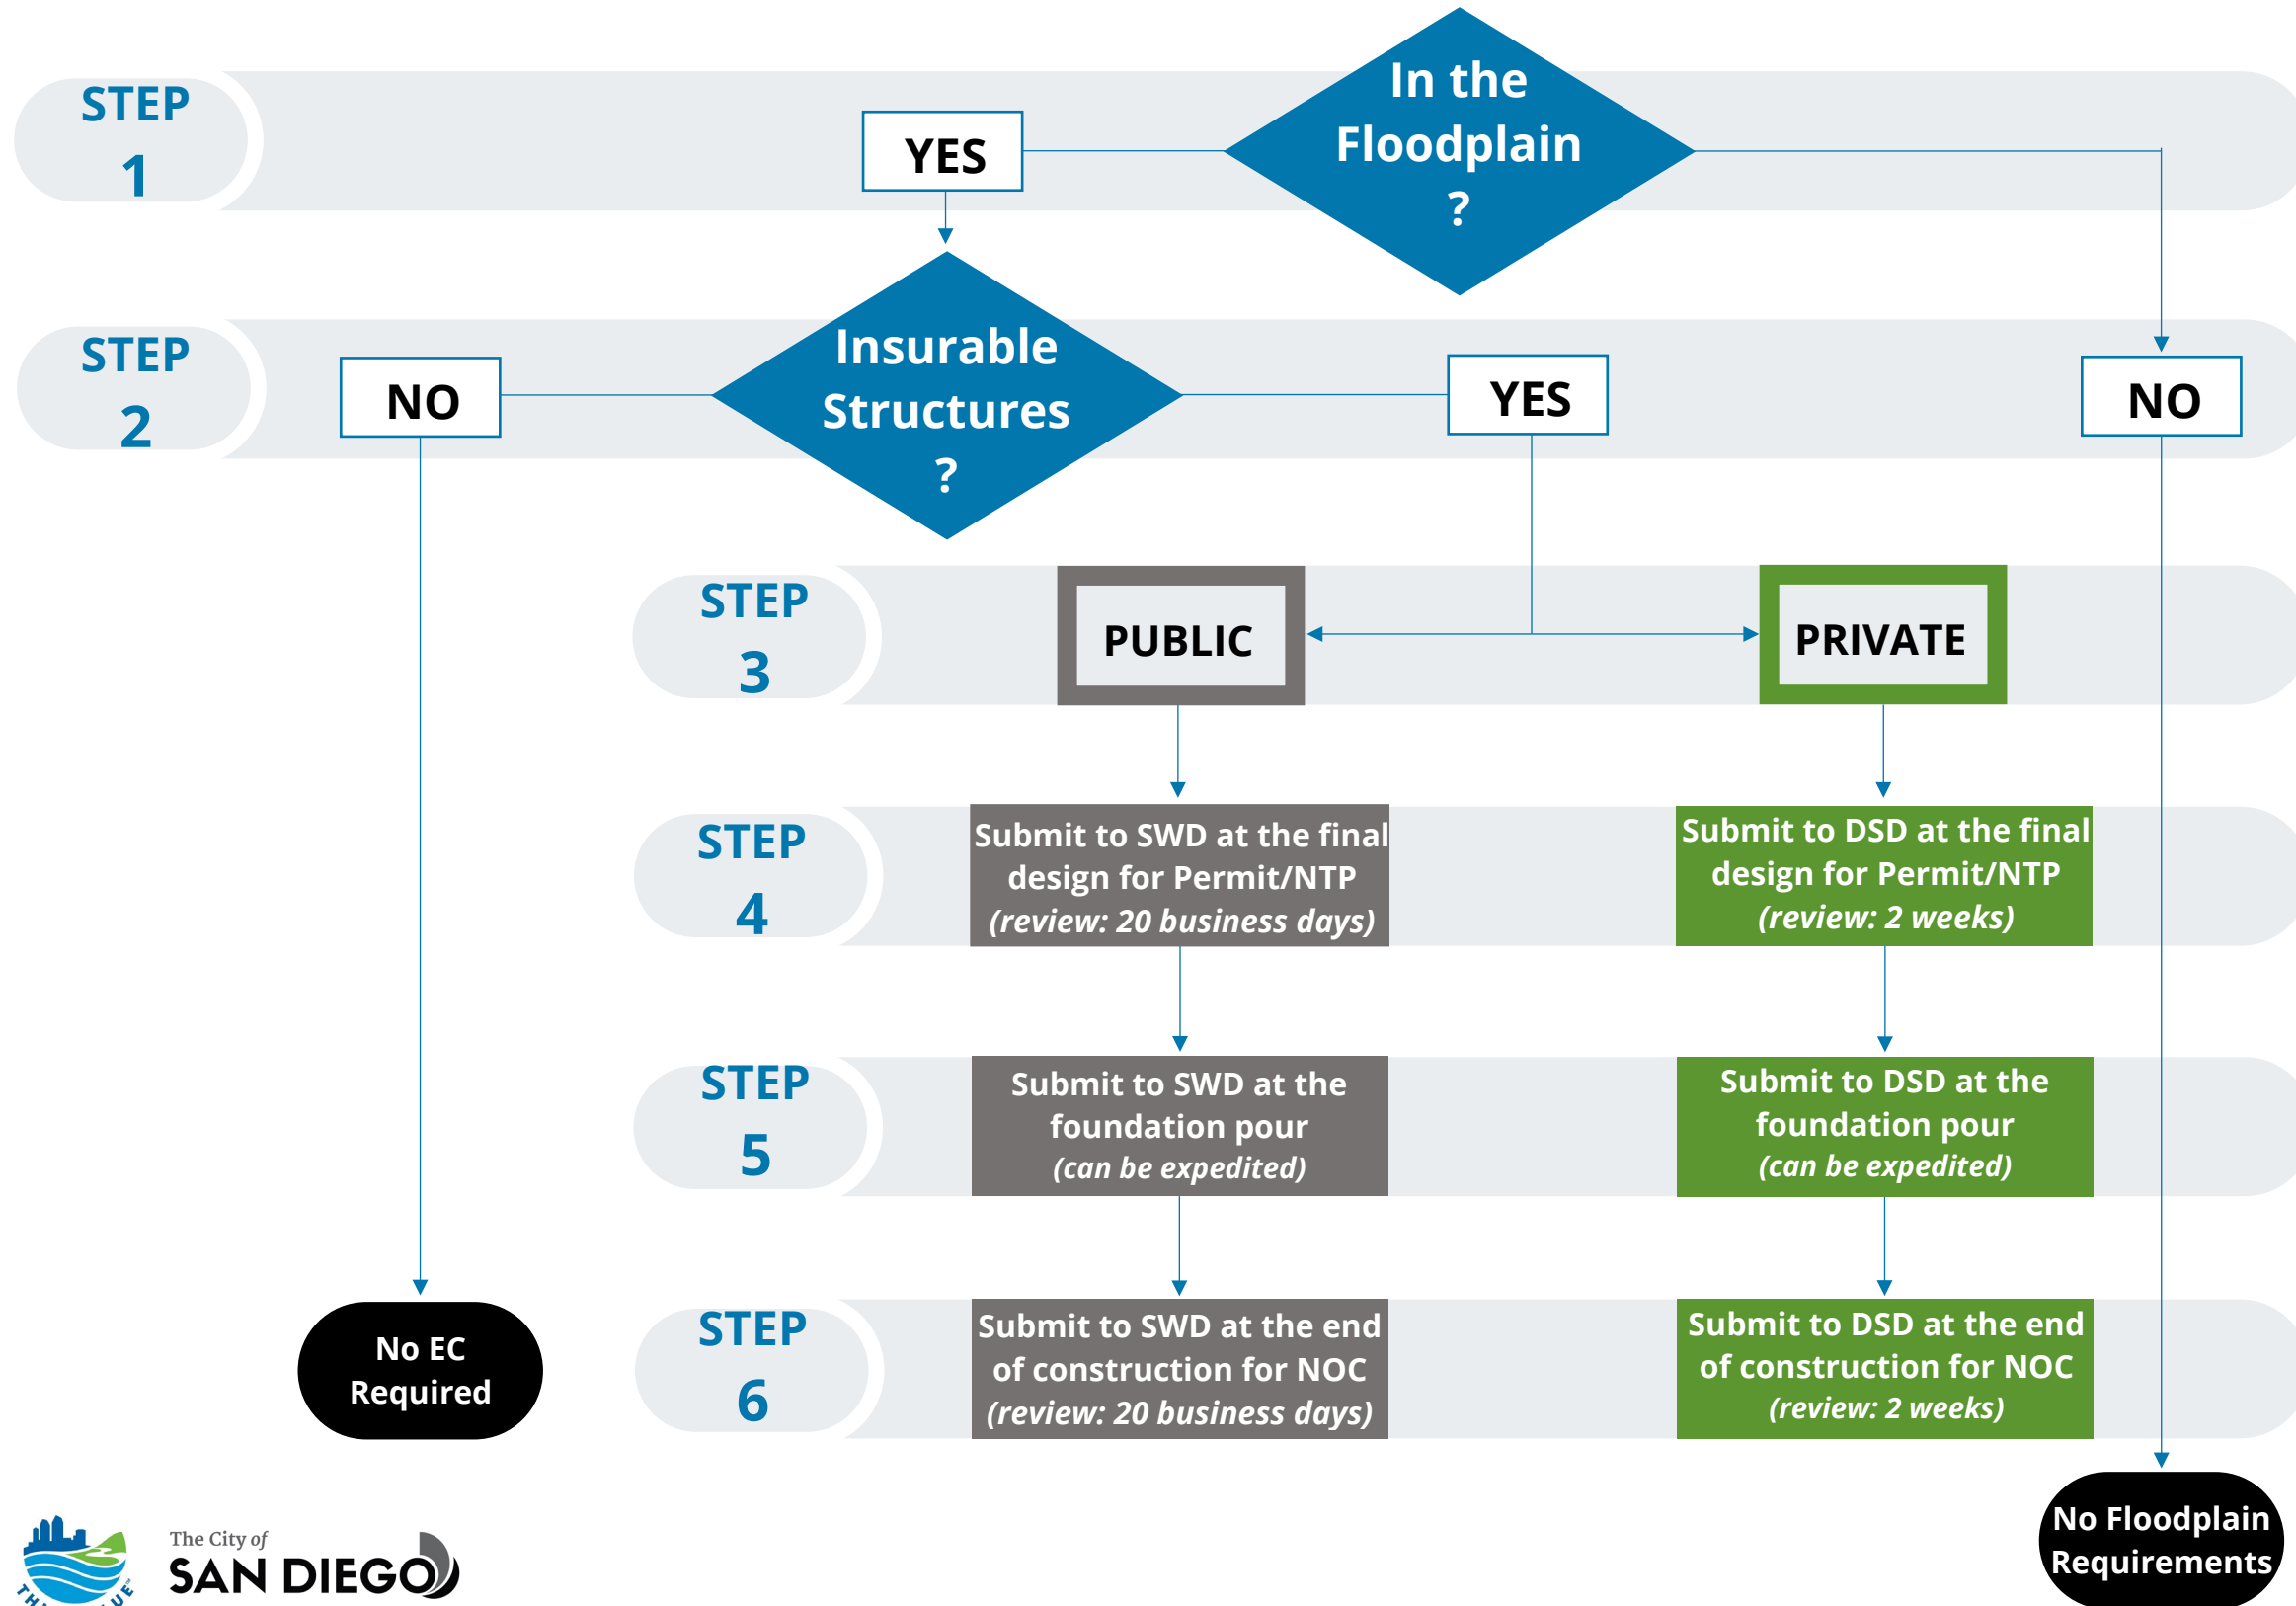 STEP
1
YES
In the
Floodplain
?
STEP
2
NO
Insurable
Structures
?
YES
NO
STEP
3
PUBLIC
PRIVATE
STEP
4
Submit to SWD at the final
design for Permit/NTP
(review: 20 business days)
Submit to DSD at the final
design for Permit/NTP
(review: 2 weeks)
STEP
5
Submit to SWD at the
foundation pour
(can be expedited)
Submit to DSD at the
foundation pour
(can be expedited)
No EC
Required
STEP
6
Submit to SWD at the end
of construction for NOC
(review: 20 business days)
Submit to DSD at the end
of construction for NOC
(review: 2 weeks)
No Floodplain
Requirements
The City of
SAN DIEGO